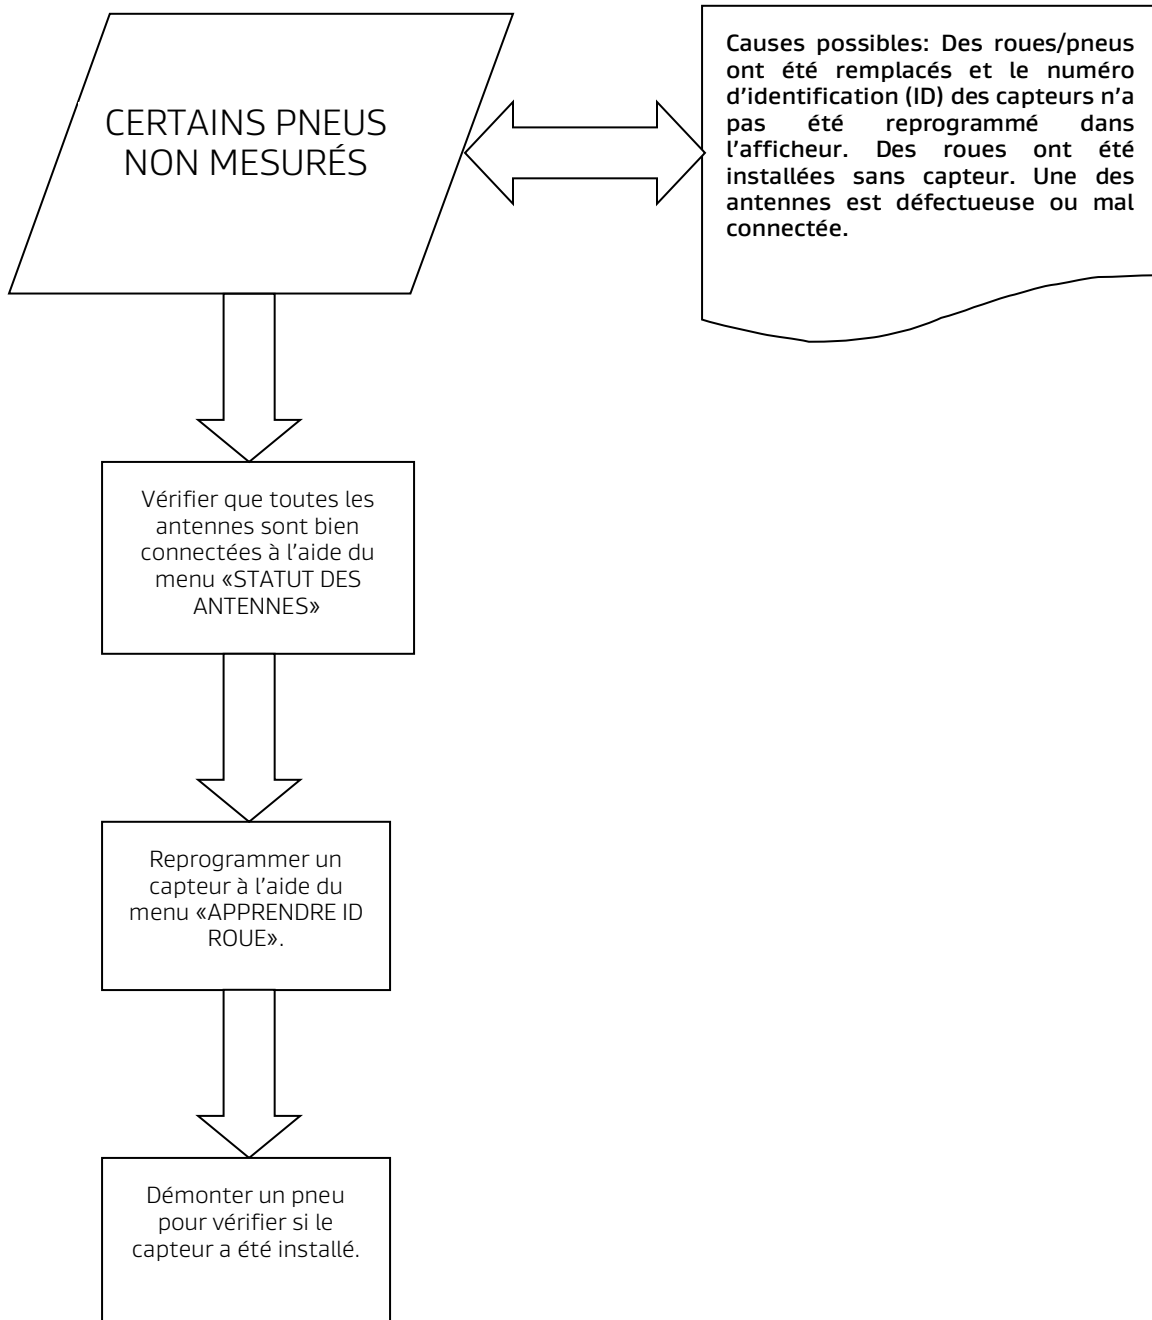 CERTAINS PNEUS
NON MESURÉS
Causes possibles: Des roues/pneus
ont été remplacés et le numéro
d'identification (ID) des capteurs n'a
pas été reprogrammé dans
l'afficheur. Des roues ont été
installées sans capteur. Une des
antennes est défectueuse ou mal
connectée.
Vérifier que toutes les
antennes sont bien
connectées à l'aide du
menu «STATUT DES
ANTENNES»
Reprogrammer un
capteur à l'aide du
menu «APPRENDRE ID
ROUE».
Démonter un pneu
pour vérifier si le
capteur a été installé.